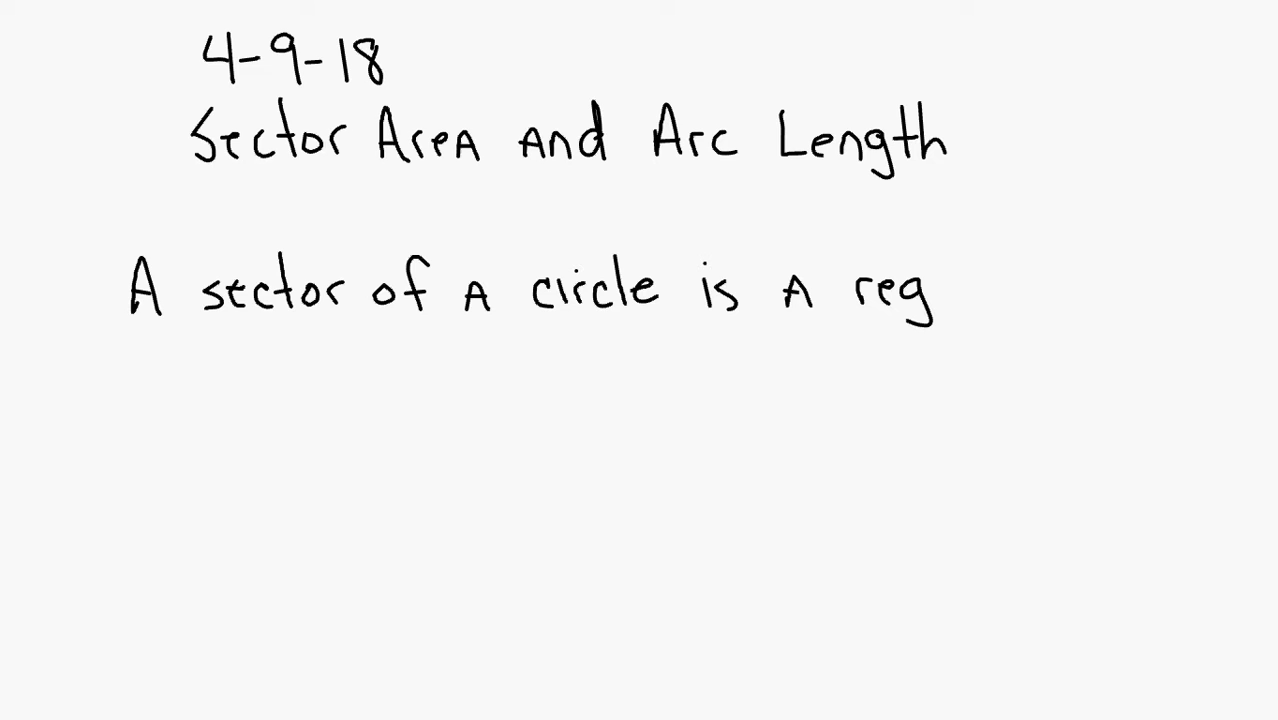 4-9-18
Sector Area and Arc Length
A sector of a circle is a reg